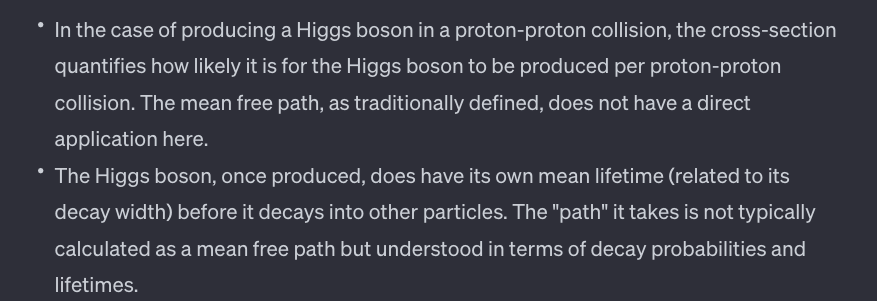 • In the case of producing a Higgs boson in a proton-proton collision, the cross-section
quantifies how likely it is for the Higgs boson to be produced per proton-proton
collision. The mean free path, as traditionally defined, does not have a direct
application here.
• The Higgs boson, once produced, does have its own mean lifetime (related to its
decay width) before it decays into other particles. The "path" it takes is not typically
calculated as a mean free path but understood in terms of decay probabilities and
lifetimes.